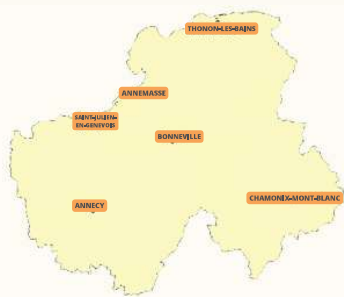 THONON-LES-BAINS
ANNEMASSE
SAINT-JULIEN-
EN-GENEVOIS
BONNEVILLE
CHAMONIX-MONT-BLANC
ANNECY